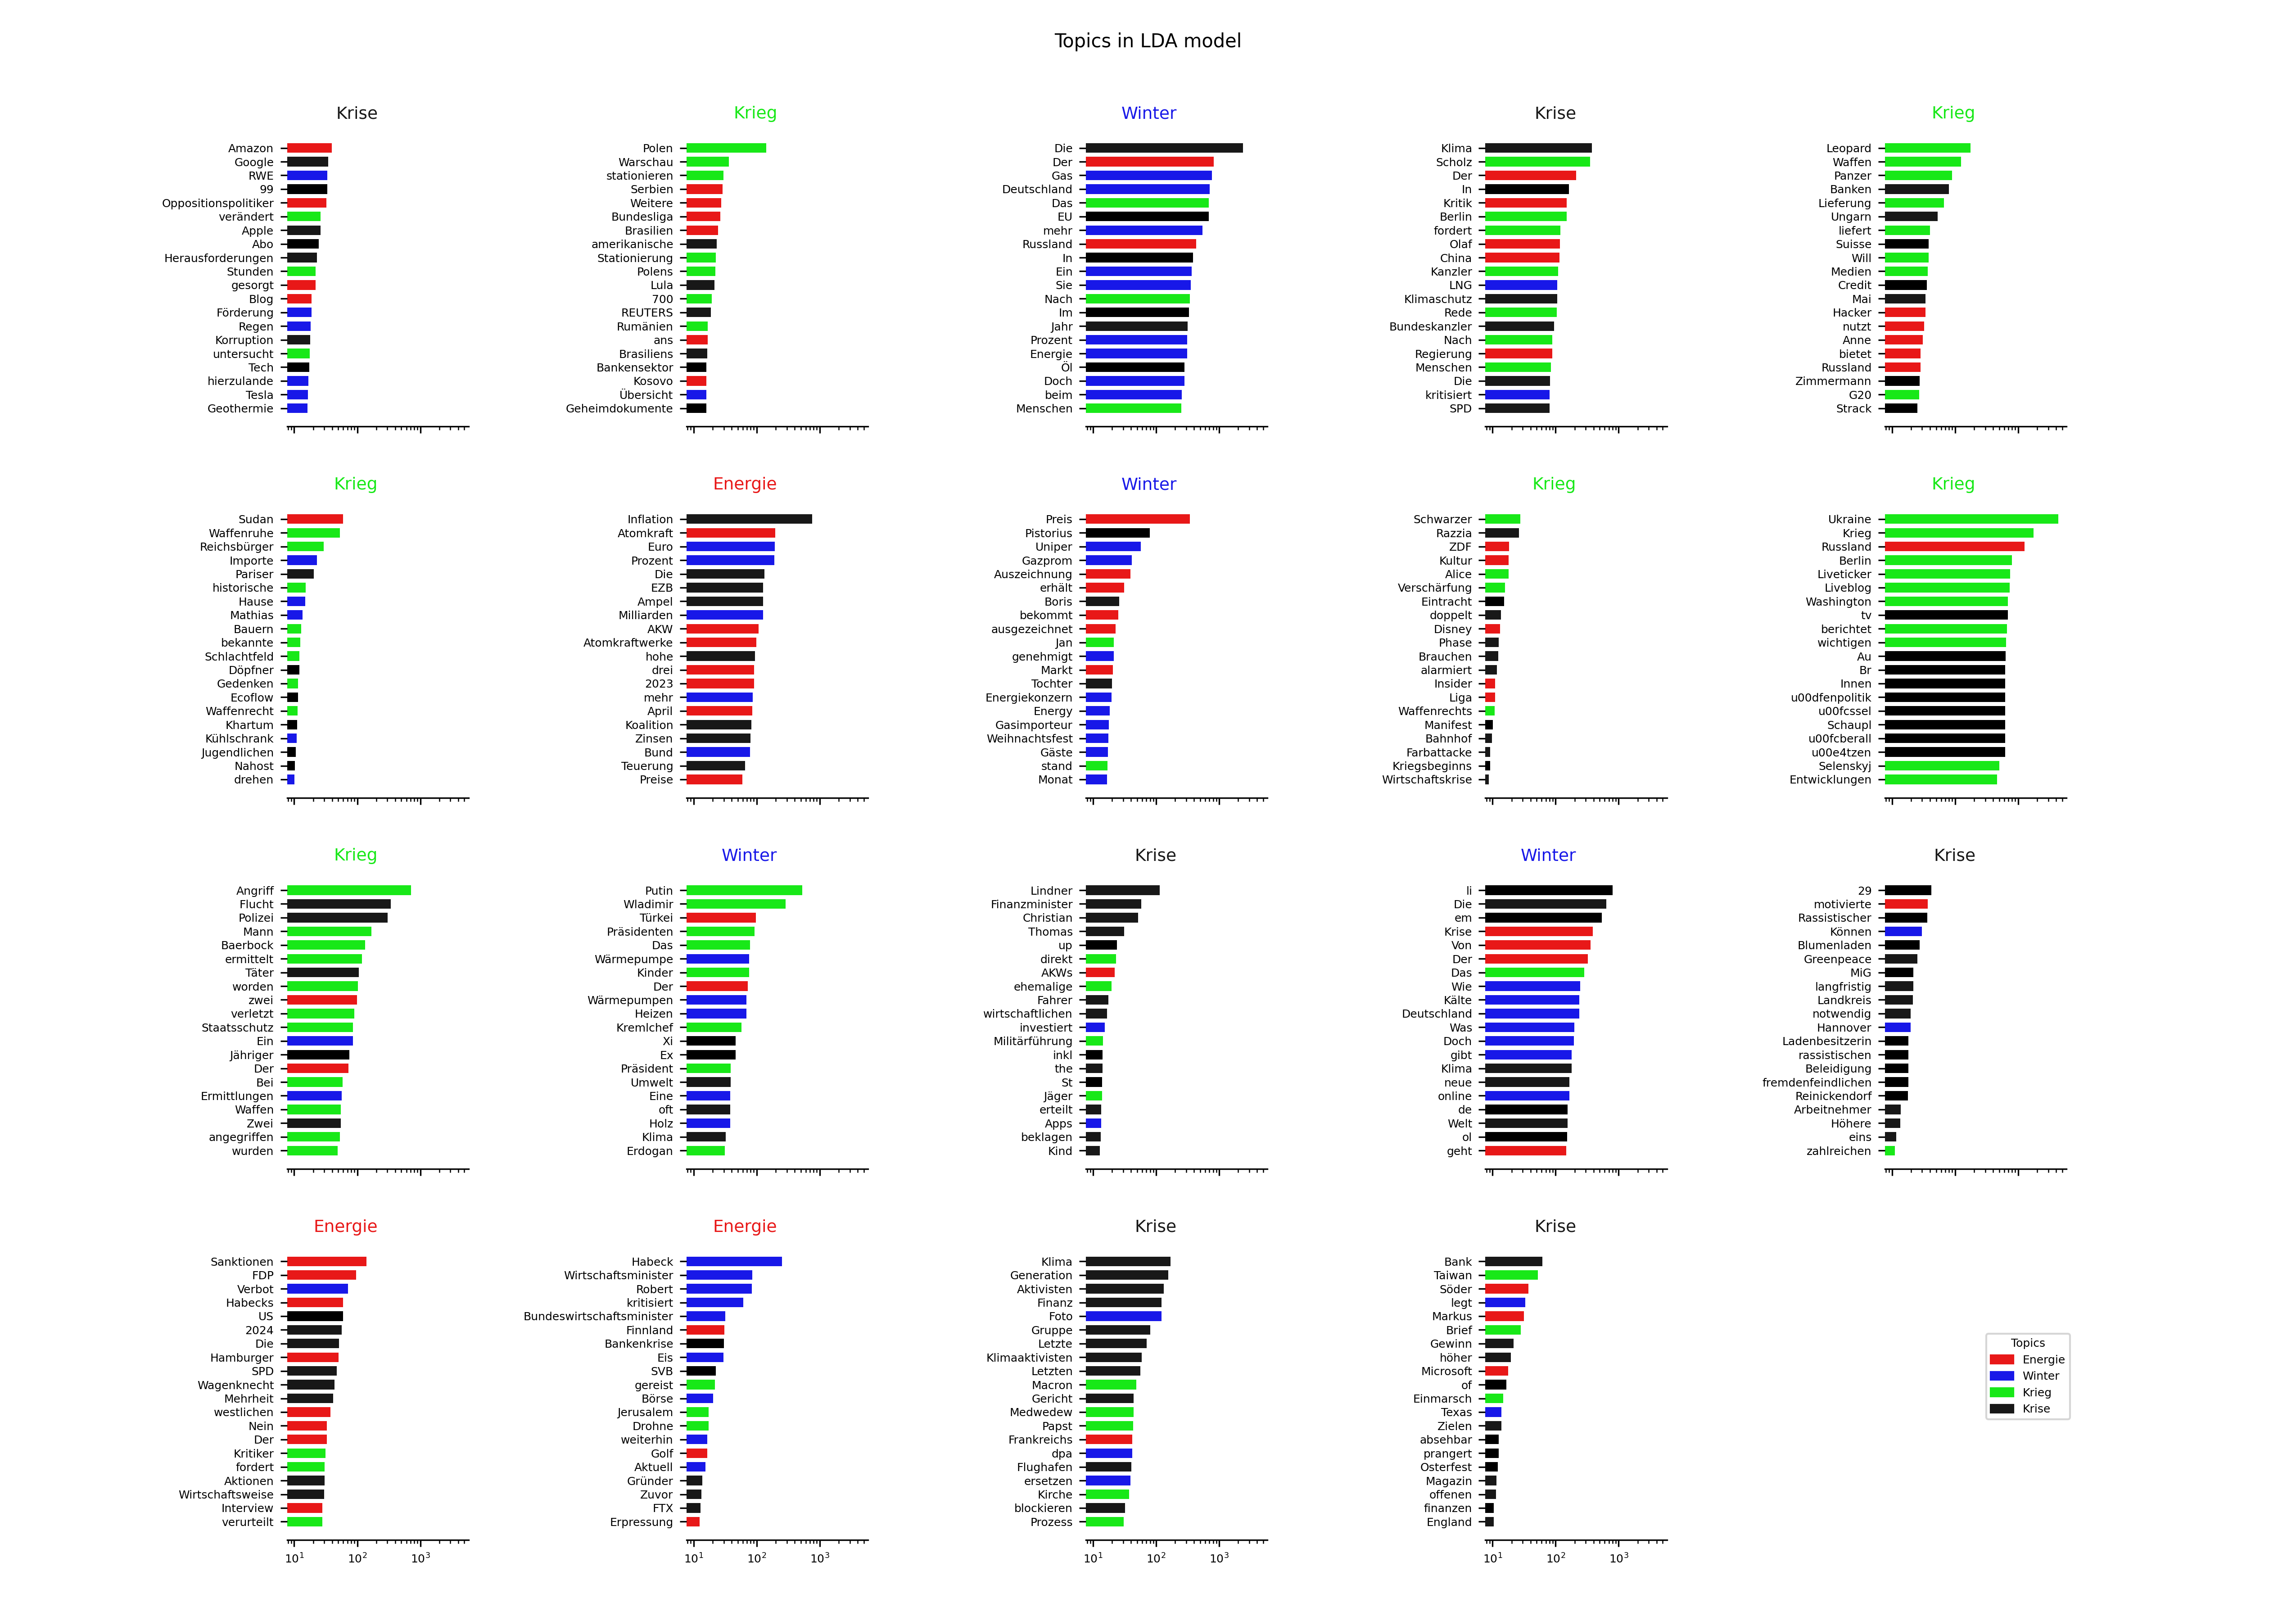 Topics in LDA model
Krise
Amazon
Google
RWE
99
Oppositionspolitiker
verändert
Apple
Abo
Herausforderungen
Stunden
gesorgt
Blog
Förderung
Regen
Korruption
untersucht
Tech
hierzulande
Tesla
Geothermie
Krieg
Polen
Warschau
stationieren
Serbien
Weitere
Bundesliga
Brasilien
amerikanische
Stationierung
Polens
Lula
700
REUTERS
Rumänien
ans
Brasiliens
Bankensektor
Kosovo
Übersicht
Geheimdokumente
Winter
Die
Der
Gas
Deutschland
Das
EU
mehr
Russland
In
Ein
Sie
Nach
Im
Jahr
Prozent
Energie
Öl
Doch
beim
Menschen
Krise
Klima
Scholz
Der
In
Kritik
Berlin
fordert
Olaf
China
Kanzler
LNG
Klimaschutz
Rede
Bundeskanzler
Nach
Regierung
Menschen
Die
kritisiert
SPD
Krieg
Leopard
Waffen
Panzer
Banken
Lieferung
Ungarn
liefert
Suisse
Will
Medien
Credit
Mai
Hacker
nutzt
Anne
bietet
Russland
Zimmermann
G20
Strack
Krieg
Sudan
Waffenruhe
Reichsbürger
Importe
Pariser
historische
Hause
Mathias
Bauern
bekannte
Schlachtfeld
Döpfner
Gedenken
Ecoflow
Waffenrecht
Khartum
Kühlschrank
Jugendlichen
Nahost
drehen
Energie
Inflation
Atomkraft
Euro
Prozent
Die
EZB
Ampel
Milliarden
AKW
Atomkraftwerke
hohe
drei
2023
mehr
April
Koalition
Zinsen
Bund
Teuerung
Preise
Winter
Preis
Pistorius
Uniper
Gazprom
Auszeichnung
erhält
Boris
bekommt
ausgezeichnet
Jan
genehmigt
Markt
Tochter
Energiekonzern
Energy
Gasimporteur
Weihnachtsfest
Gäste
stand
Monat
Krieg
Schwarzer
Razzia
ZDF
Kultur
Alice
Verschärfung
Eintracht
doppelt
Disney
Phase
Brauchen
alarmiert
Insider
Liga
Waffenrechts
Manifest
Bahnhof
Farbattacke
Kriegsbeginns
Wirtschaftskrise
Krieg
Ukraine
Krieg
Russland
Berlin
Liveticker
Liveblog
Washington
tv
berichtet
wichtigen
Au
Br
Innen
u00dfenpolitik
u00fcssel
Schaupl
u00fcberall
u00e4tzen
Selenskyj
Entwicklungen
Krieg
Angriff
Flucht
Polizei
Mann
Baerbock
ermittelt
Täter
worden
zwei
verletzt
Staatsschutz
Ein
Jähriger
Der
Bei
Ermittlungen
Waffen
Zwei
angegriffen
wurden
Winter
Putin
Wladimir
Türkei
Präsidenten
Das
Wärmepumpe
Kinder
Der
Wärmepumpen
Heizen
Kremlchef
Xi
Ex
Präsident
Umwelt
Eine
oft
Holz
Klima
Erdogan
Krise
Lindner
Finanzminister
Christian
Thomas
up
direkt
AKWs
ehemalige
Fahrer
wirtschaftlichen
investiert
Militärführung
inkl
the
St
Jäger
erteilt
Apps
beklagen
Kind
Winter
li
Die
em
Krise
Von
Der
Das
Wie
Kälte
Deutschland
Was
Doch
gibt
Klima
neue
online
de
Welt
ol
geht
Krise
29
motivierte
Rassistischer
Können
Blumenladen
Greenpeace
MiG
langfristig
Landkreis
notwendig
Hannover
Ladenbesitzerin
rassistischen
Beleidigung
fremdenfeindlichen
Reinickendorf
Arbeitnehmer
Höhere
eins
zahlreichen
Energie
Sanktionen
FDP
Verbot
Habecks
US
2024
Die
Hamburger
SPD
Wagenknecht
Mehrheit
westlichen
Nein
Der
Kritiker
fordert
Aktionen
Wirtschaftsweise
Interview
verurteilt
10¹ 10² 10³
Energie
Habeck
Wirtschaftsminister
Robert
kritisiert
Bundeswirtschaftsminister
Finnland
Bankenkrise
Eis
SVB
gereist
Börse
Jerusalem
Drohne
weiterhin
Golf
Aktuell
Gründer
Zuvor
FTX
Erpressung
10¹ 10² 10³
Krise
Klima
Generation
Aktivisten
Finanz
Foto
Gruppe
Letzte
Klimaaktivisten
Letzten
Macron
Gericht
Medwedew
Papst
Frankreichs
dpa
Flughafen
ersetzen
Kirche
blockieren
Prozess
10¹ 10² 10³
Krise
Bank
Taiwan
Söder
legt
Markus
Brief
Gewinn
höher
Microsoft
of
Einmarsch
Texas
Zielen
absehbar
prangert
Osterfest
Magazin
offenen
finanzen
England
10¹ 10² 10³
Topics
Energie
Winter
Krieg
Krise